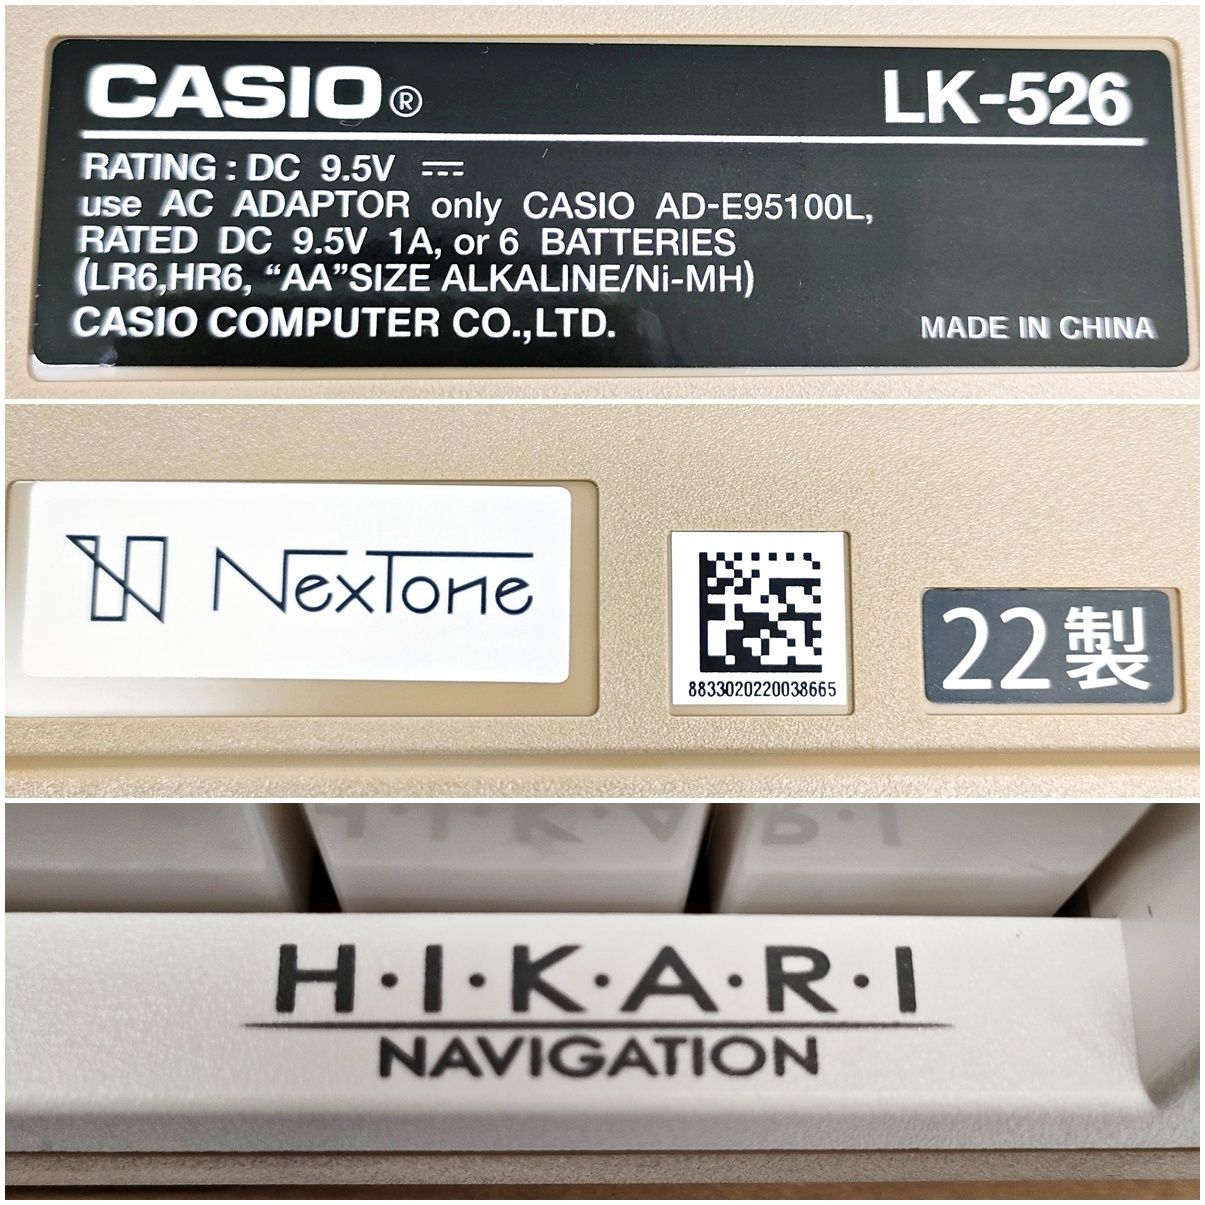 CASIO®
LK-526
RATING : DC 9.5V ⎓
use AC ADAPTOR only CASIO AD-E95100L,
RATED DC 9.5V 1A, or 6 BATTERIES
(LR6,HR6, “AA”SIZE ALKALINE/Ni-MH)
CASIO COMPUTER CO.,LTD.
MADE IN CHINA
NexTone
8833020220038665
22製
H·I·K·A·R·I
NAVIGATION